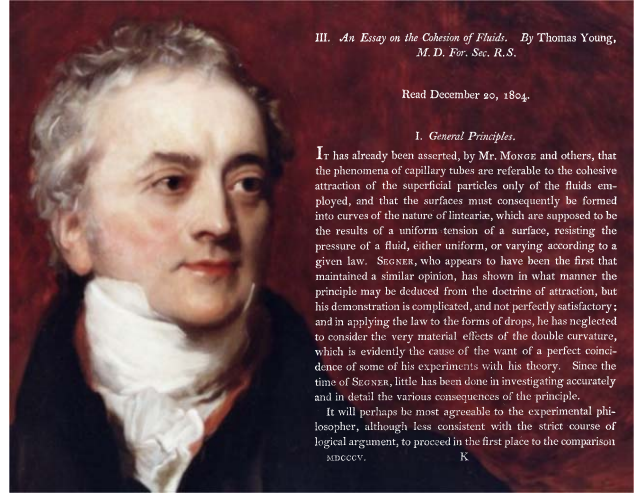 III. An Essay on the Cohesion of Fluids. By Thomas Young,
M. D. For. Sec. R.S.
Read December 20, 1804.
I. General Principles.
It has already been asserted, by Mr. Monge and others, that
the phenomena of capillary tubes are referable to the cohesive
attraction of the superficial particles only of the fluids em-
ployed, and that the surfaces must consequently be formed
into curves of the nature of linteariæ, which are supposed to be
the results of a uniform tension of a surface, resisting the
pressure of a fluid, either uniform, or varying according to a
given law. Segner, who appears to have been the first that
maintained a similar opinion, has shown in what manner the
principle may be deduced from the doctrine of attraction, but
his demonstration is complicated, and not perfectly satisfactory;
and in applying the law to the forms of drops, he has neglected
to consider the very material effects of the double curvature,
which is evidently the cause of the want of a perfect coinci-
dence of some of his experiments with his theory. Since the
time of Segner, little has been done in investigating accurately
and in detail the various consequences of the principle.
It will perhaps be most agreeable to the experimental phi-
losopher, although less consistent with the strict course of
logical argument, to proceed in the first place to the comparison
MDCCCV. K